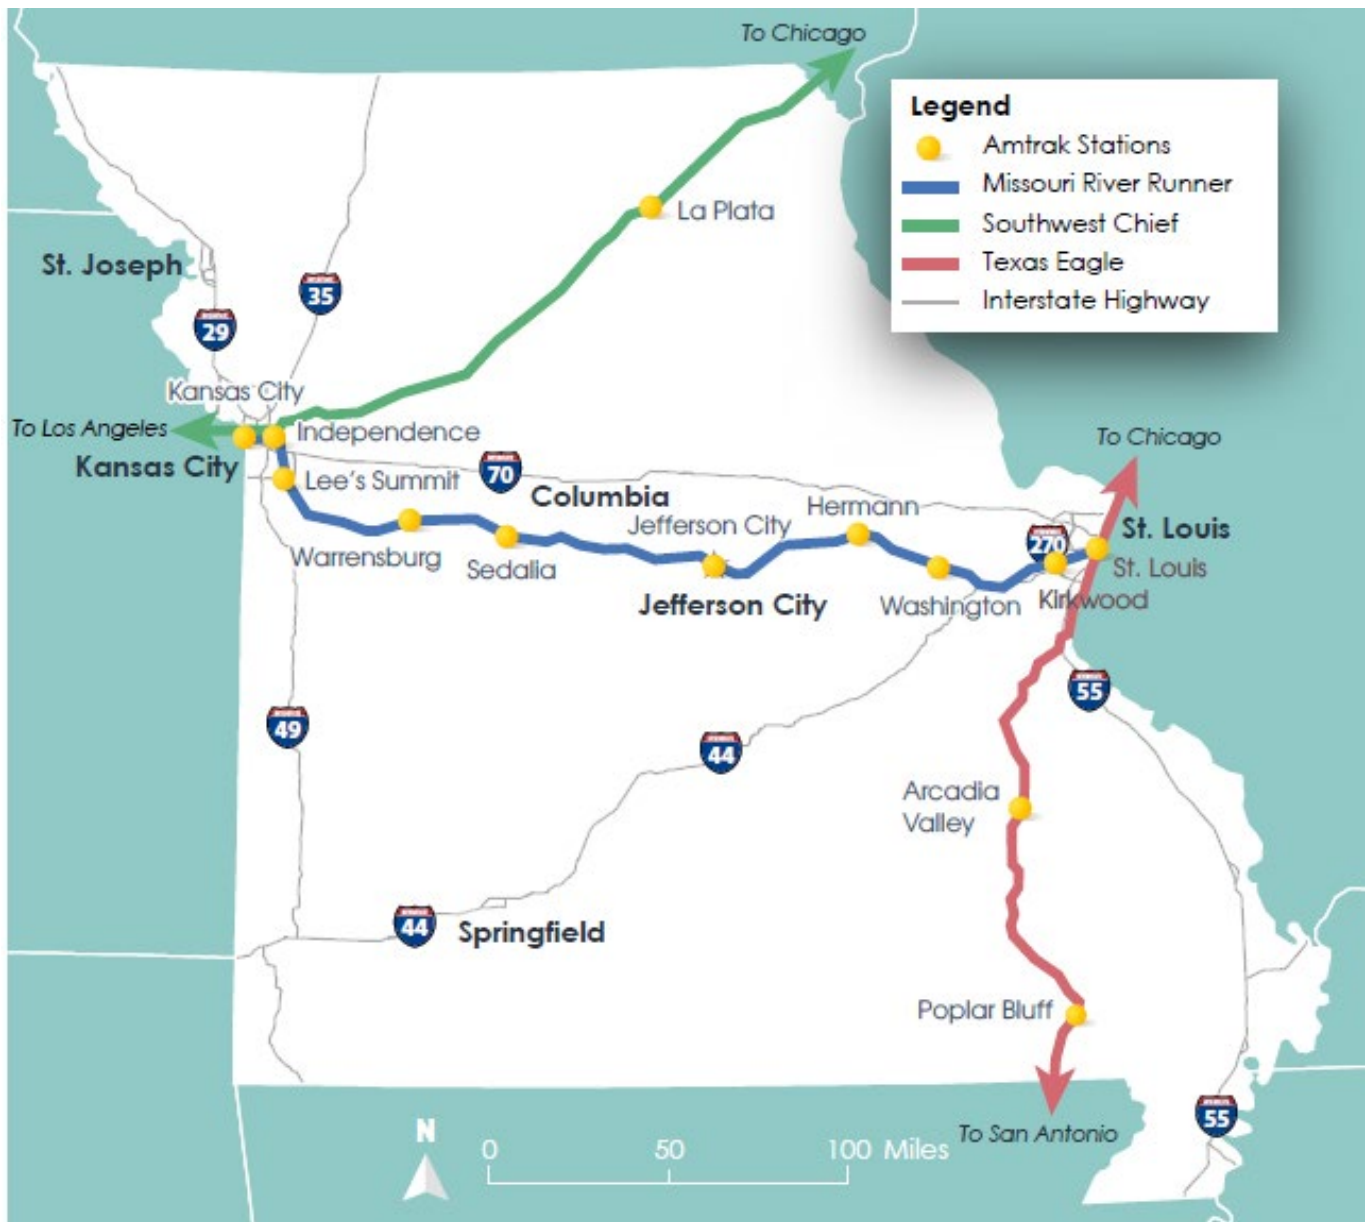 To Chicago
Legend
Amtrak Stations
Missouri River Runner
Southwest Chief
Texas Eagle
Interstate Highway
La Plata
St. Joseph
35
29
Kansas City
To Los Angeles
Independence
To Chicago
Kansas City
Lee's Summit
70
Columbia
Hermann
Jefferson City
St. Louis
270
Warrensburg
Sedalia
St. Louis
Jefferson City
Washington
Kirkwood
55
49
44
Arcadia
Valley
44
Springfield
Poplar Bluff
55
To San Antonio
N
0 50 100 Miles